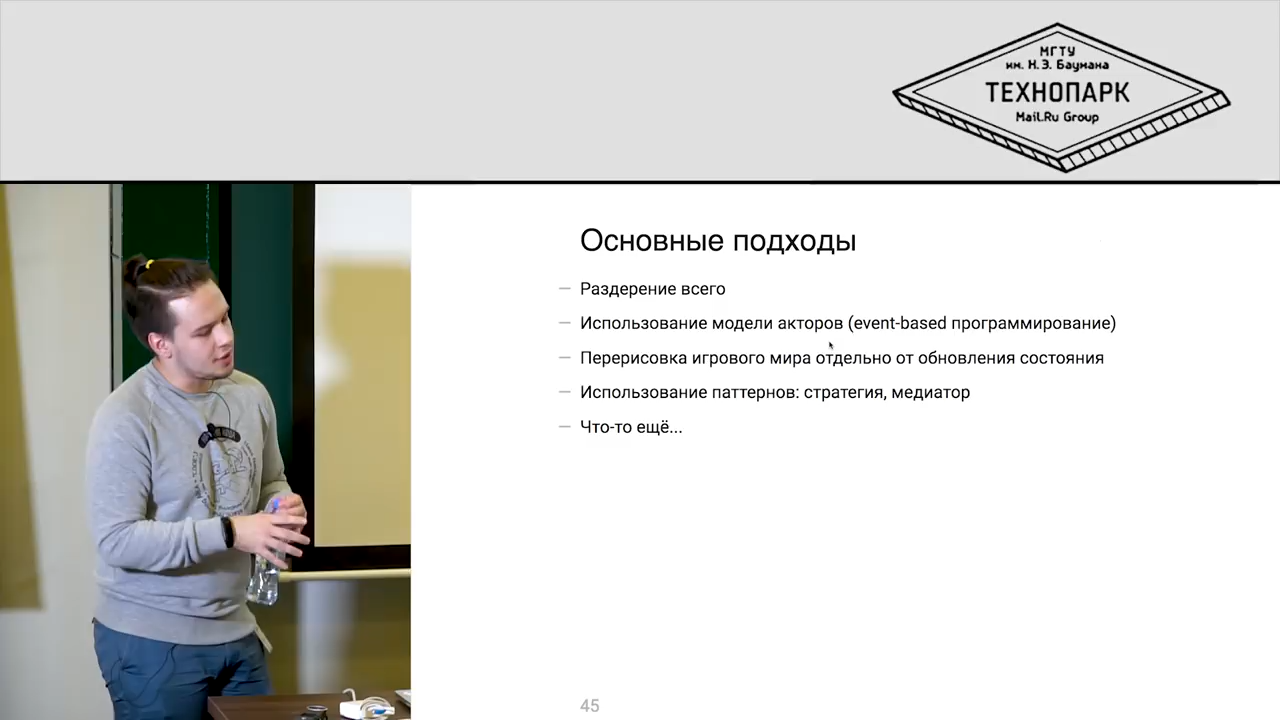 МГТУ
им. Н.Э. Баумана
ТЕХНОПАРК
Mail.Ru Group
Основные подходы
— Раздерение всего
— Использование модели акторов (event-based программирование)
— Перерисовка игрового мира отдельно от обновления состояния
— Использование паттернов: стратегия, медиатор
— Что-то ещё...
45